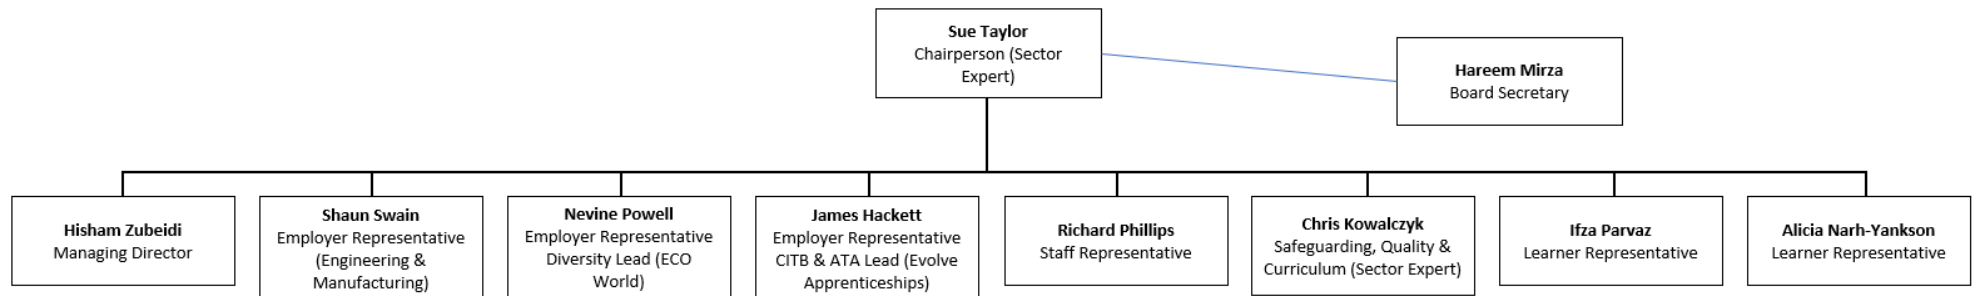 Sue Taylor
Chairperson (Sector
Expert)
Hareem Mirza
Board Secretary
Hisham Zubeidi
Managing Director
Shaun Swain
Employer Representative
(Engineering &
Manufacturing)
Nevine Powell
Employer Representative
Diversity Lead (ECO
World)
James Hackett
Employer Representative
CITB & ATA Lead (Evolve
Apprenticeships)
Richard Phillips
Staff Representative
Chris Kowalczyk
Safeguarding, Quality &
Curriculum (Sector Expert)
Ifza Parvaz
Learner Representative
Alicia Narh-Yankson
Learner Representative